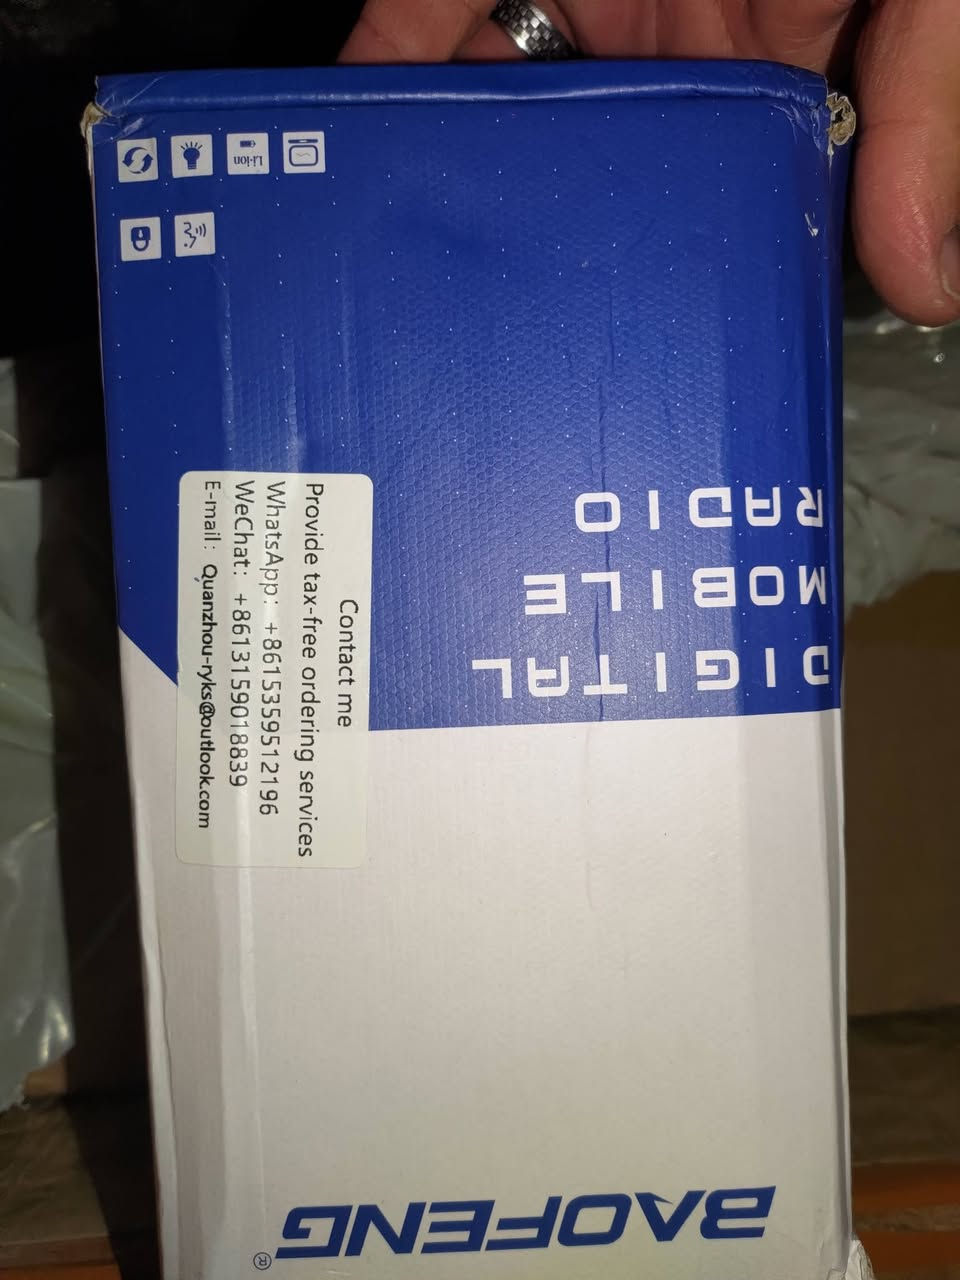 BAOFENG®
DIGITAL
MOBILE
RADIO
Li-ion
Contact me
Provide tax-free ordering services
WhatsApp: +8615359512196
WeChat: +8613159018839
E-mail: Quanzhou-ryks@outlook.com